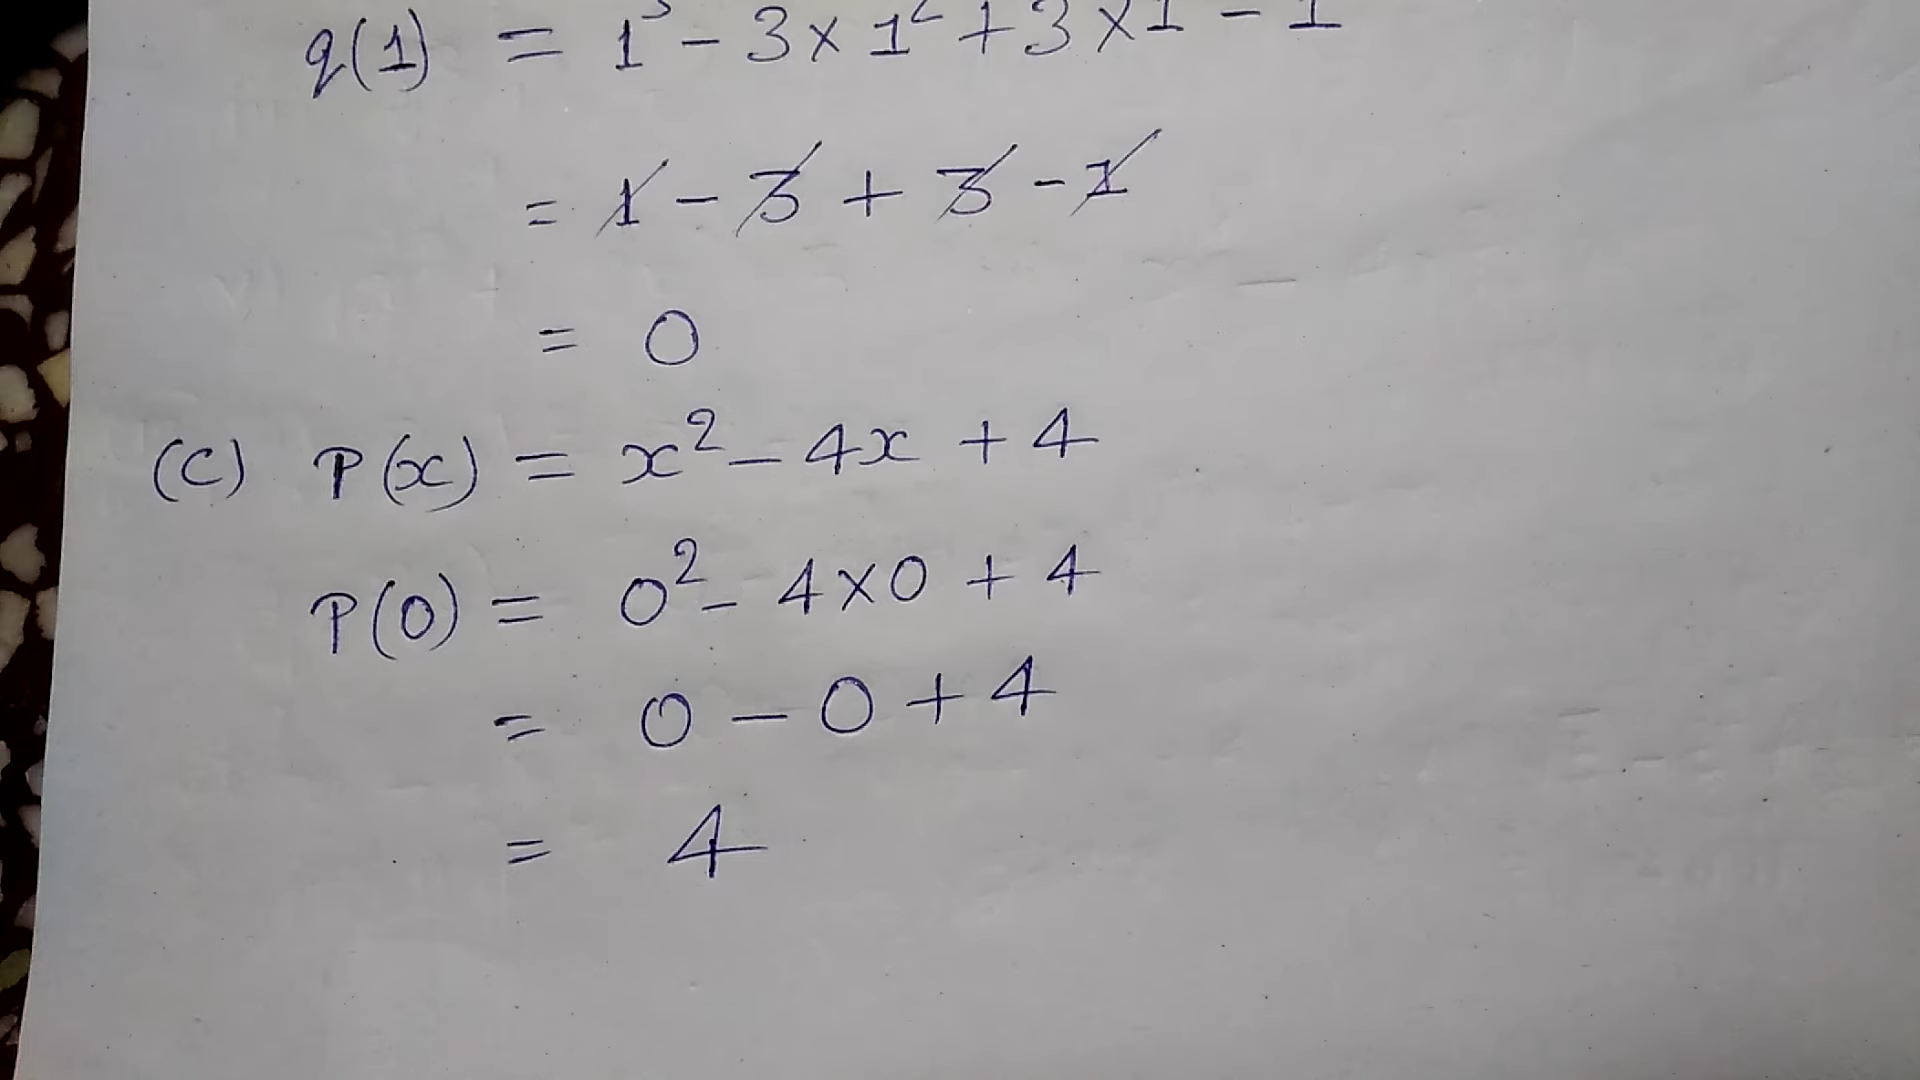 q(1) = 1³ - 3 × 1² + 3 × 1 - 1
= 1 - 3 + 3 - 1
= 0
(C) P(x) = x² - 4x + 4
P(0) = 0² - 4×0 + 4
= 0 - 0 + 4
= 4